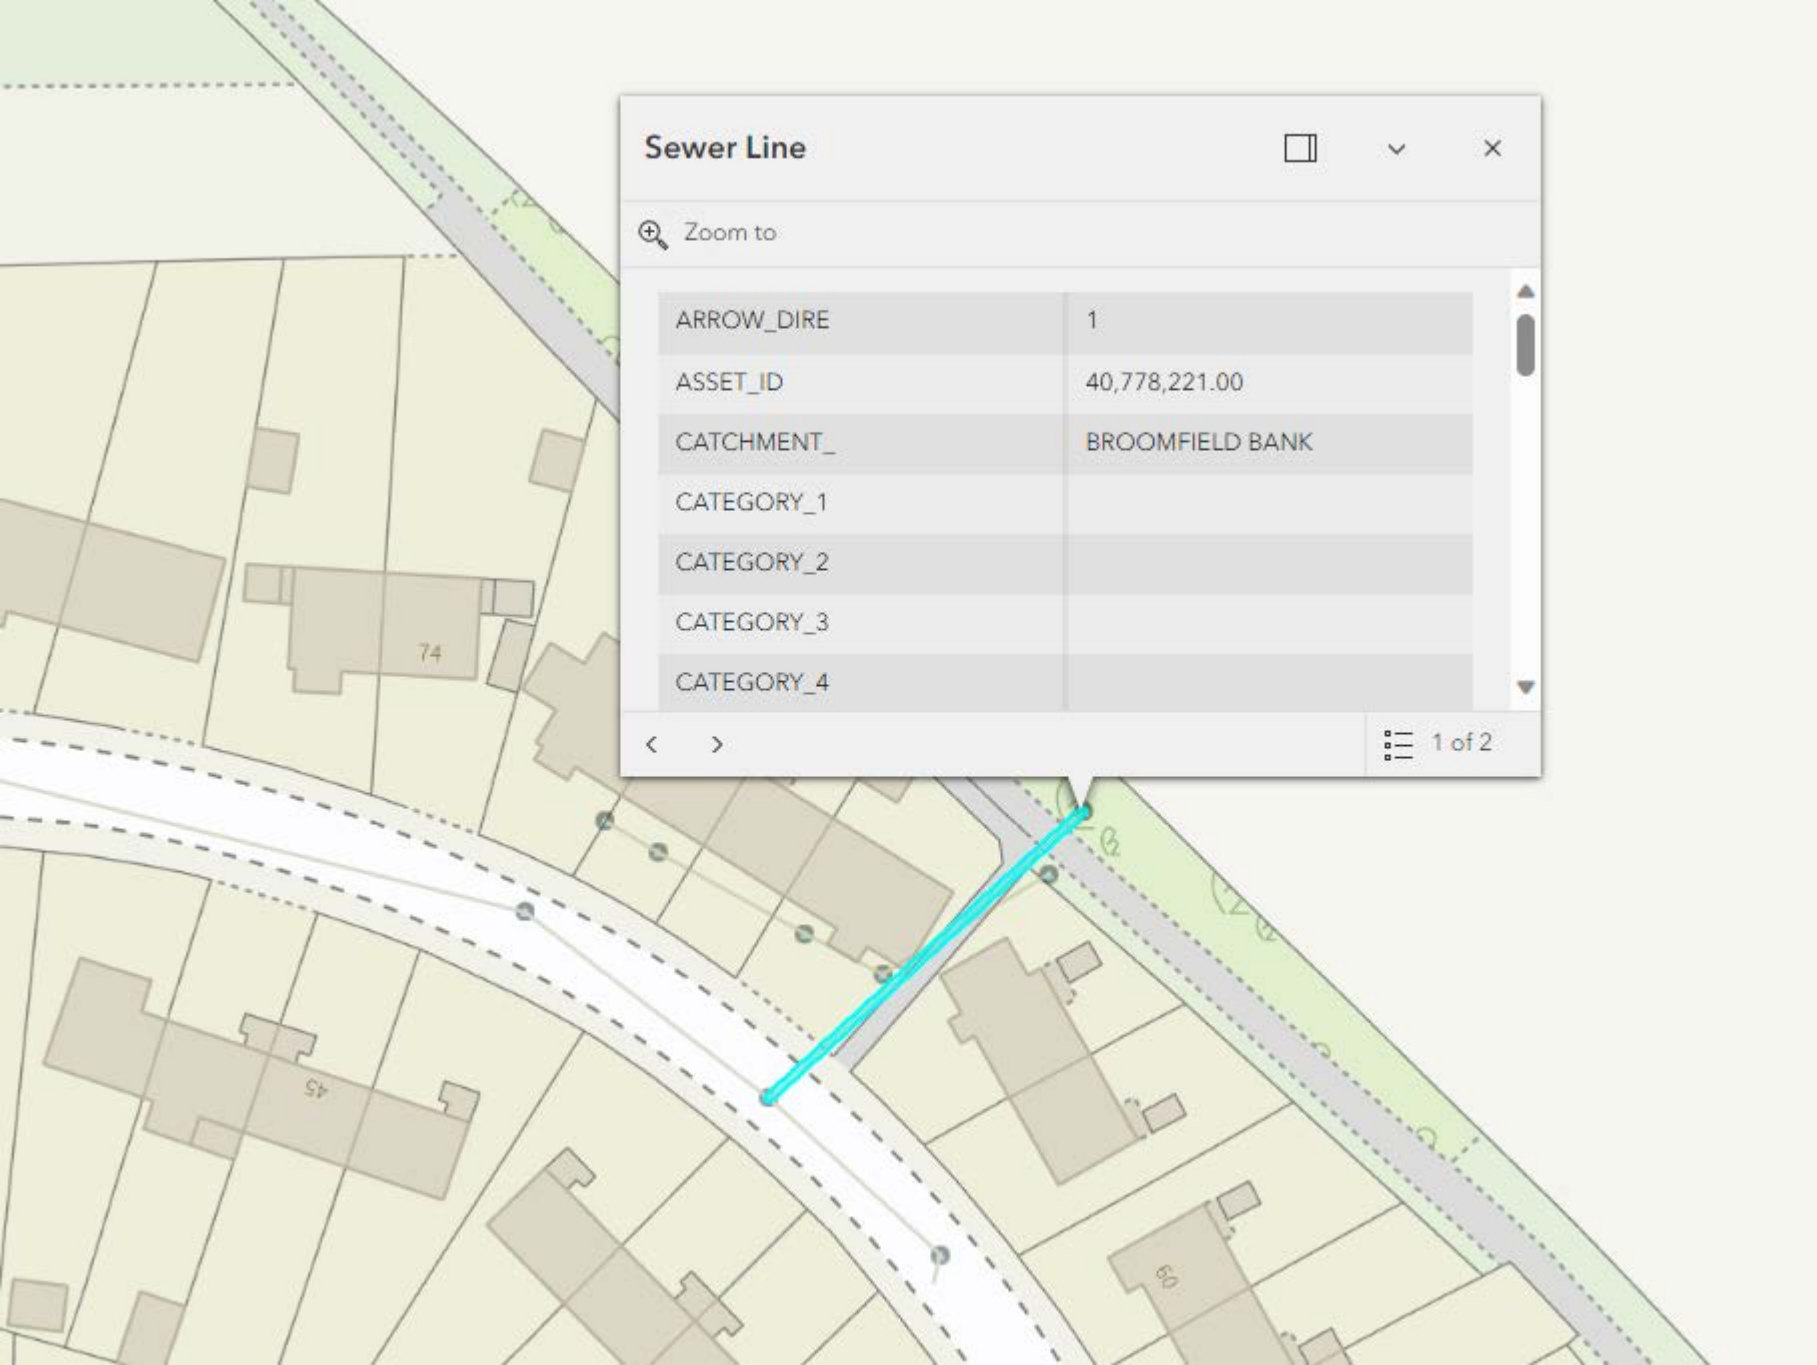 Sewer Line
Zoom to
ARROW_DIRE 1
ASSET_ID 40,778,221.00
CATCHMENT_ BROOMFIELD BANK
CATEGORY_1
CATEGORY_2
CATEGORY_3
CATEGORY_4
1 of 2
74
45
60